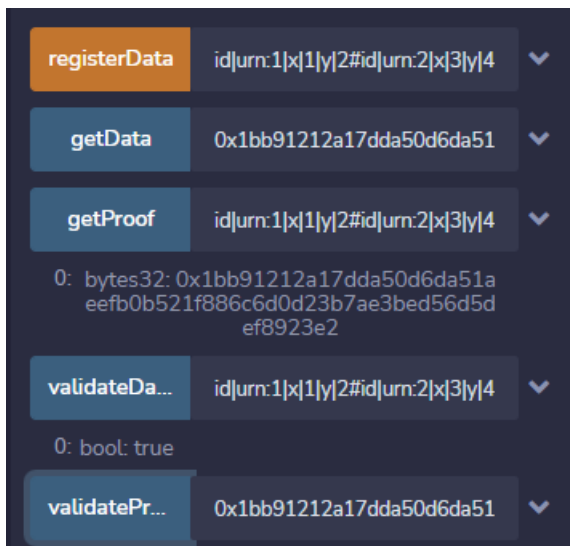 registerData id|urn:1|x|1|y|2#id|urn:2|x|3|y|4
getData 0x1bb91212a17dda50d6da51
getProof id|urn:1|x|1|y|2#id|urn:2|x|3|y|4
0: bytes32: 0x1bb91212a17dda50d6da51a
eefb0b521f886c6d0d23b7ae3bed56d5d
ef8923e2
validateDa... id|urn:1|x|1|y|2#id|urn:2|x|3|y|4
0: bool: true
validatePr... 0x1bb91212a17dda50d6da51